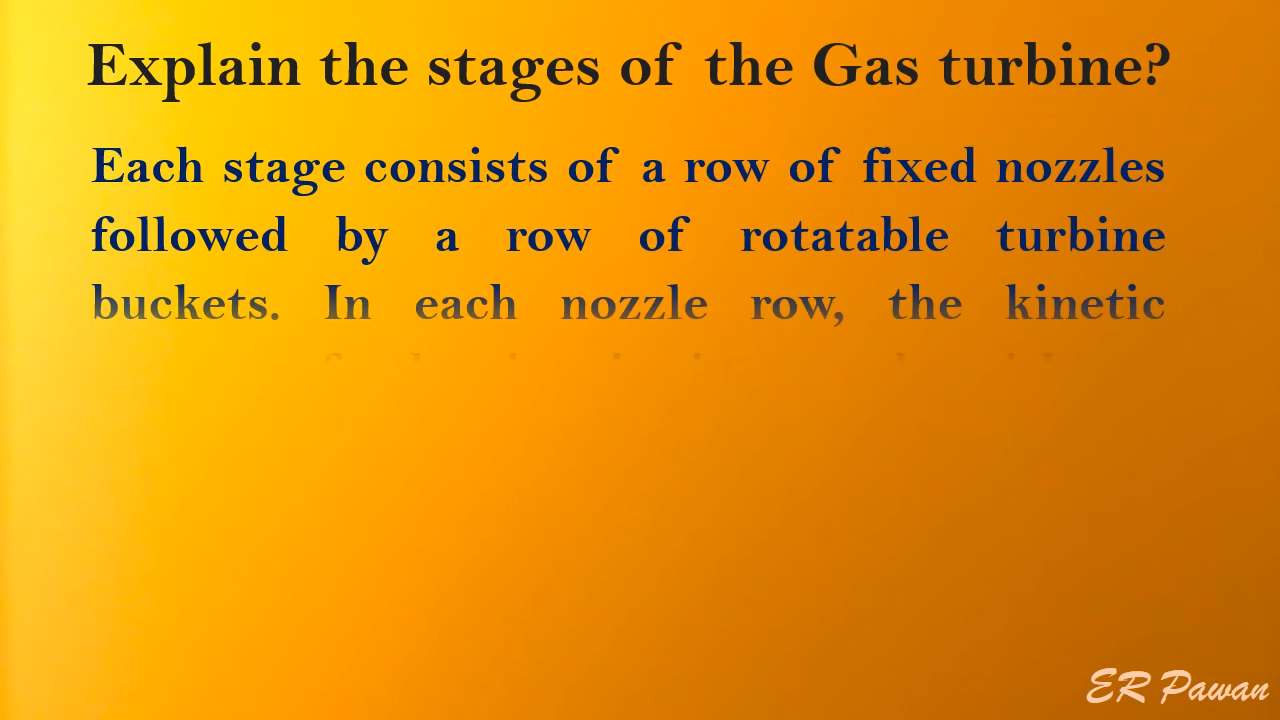 Explain the stages of the Gas turbine?
Each stage consists of a row of fixed nozzles
followed by a row of rotatable turbine
buckets. In each nozzle row, the kinetic
ER Pawan